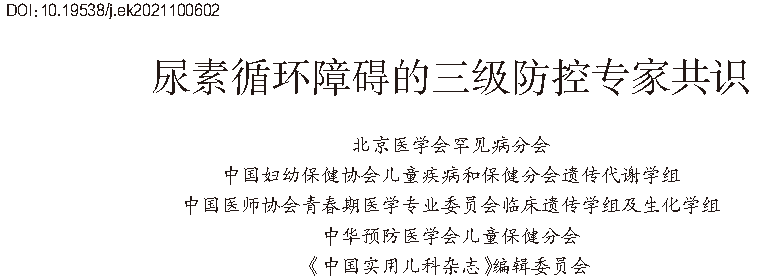 DOI:10.19538/j.ek2021100602
尿素循环障碍的三级防控专家共识
北京医学会罕见病分会
中国妇幼保健协会儿童疾病和保健分会遗传代谢学组
中国医师协会青春期医学专业委员会临床遗传学组及生化学组
中华预防医学会儿童保健分会
《中国实用儿科杂志》编辑委员会